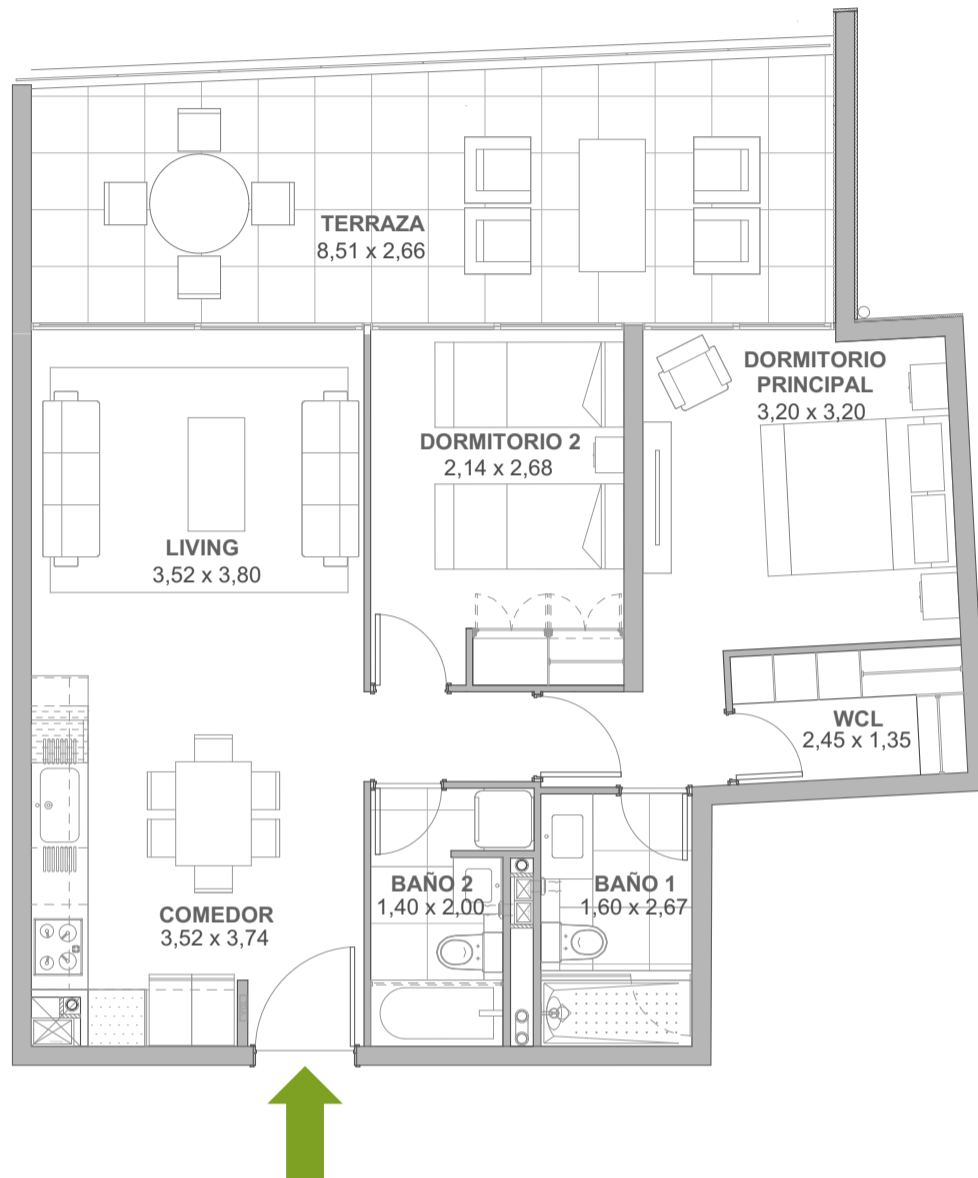 TERRAZA
8,51 x 2,66
DORMITORIO
PRINCIPAL
3,20 x 3,20
DORMITORIO 2
2,14 x 2,68
LIVING
3,52 x 3,80
WCL
2,45 x 1,35
BAÑO 2
1,40 x 2,00
BAÑO 1
1,60 x 2,67
COMEDOR
3,52 x 3,74